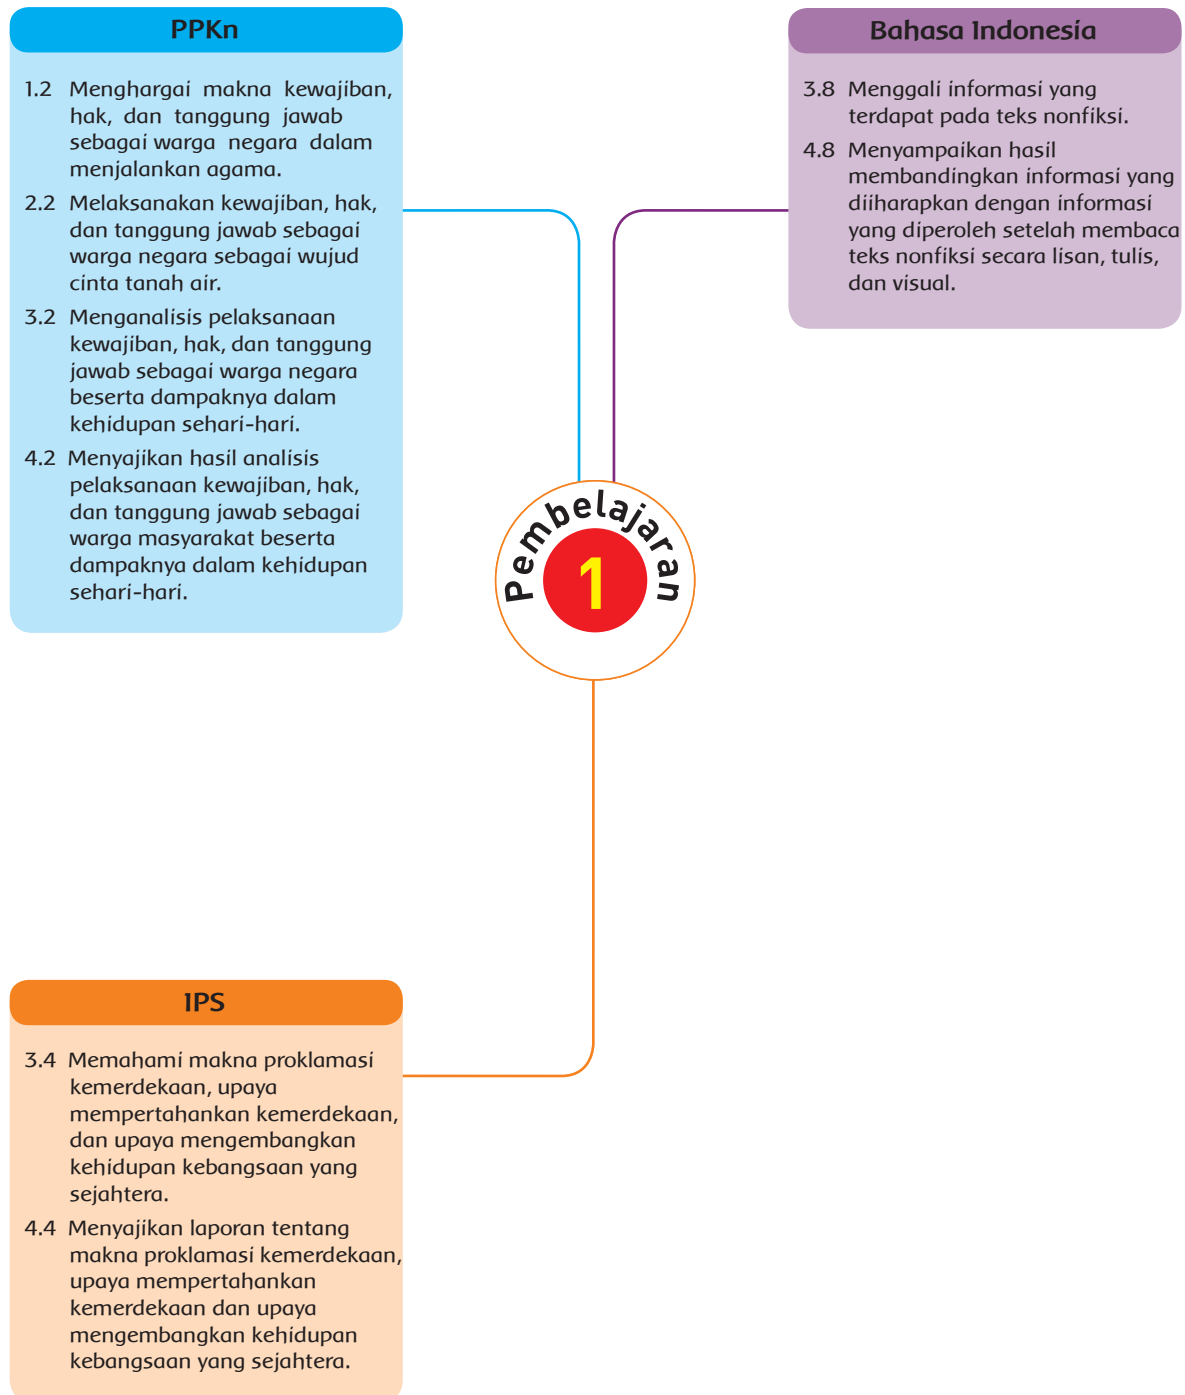 PPKn
1.2 Menghargai makna kewajiban,
hak, dan tanggung jawab
sebagai warga negara dalam
menjalankan agama.
2.2 Melaksanakan kewajiban, hak,
dan tanggung jawab sebagai
warga negara sebagai wujud
cinta tanah air.
3.2 Menganalisis pelaksanaan
kewajiban, hak, dan tanggung
jawab sebagai warga negara
beserta dampaknya dalam
kehidupan sehari-hari.
4.2 Menyajikan hasil analisis
pelaksanaan kewajiban, hak,
dan tanggung jawab sebagai
warga masyarakat beserta
dampaknya dalam kehidupan
sehari-hari.
Bahasa Indonesia
3.8 Menggali informasi yang
terdapat pada teks nonfiksi.
4.8 Menyampaikan hasil
membandingkan informasi yang
diiharapkan dengan informasi
yang diperoleh setelah membaca
teks nonfiksi secara lisan, tulis,
dan visual.
Pembelajaran
1
IPS
3.4 Memahami makna proklamasi
kemerdekaan, upaya
mempertahankan kemerdekaan,
dan upaya mengembangkan
kehidupan kebangsaan yang
sejahtera.
4.4 Menyajikan laporan tentang
makna proklamasi kemerdekaan,
upaya mempertahankan
kemerdekaan dan upaya
mengembangkan kehidupan
kebangsaan yang sejahtera.